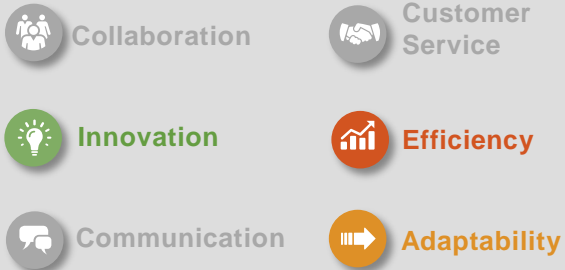 Collaboration
Customer
Service
Innovation
Efficiency
Communication
Adaptability